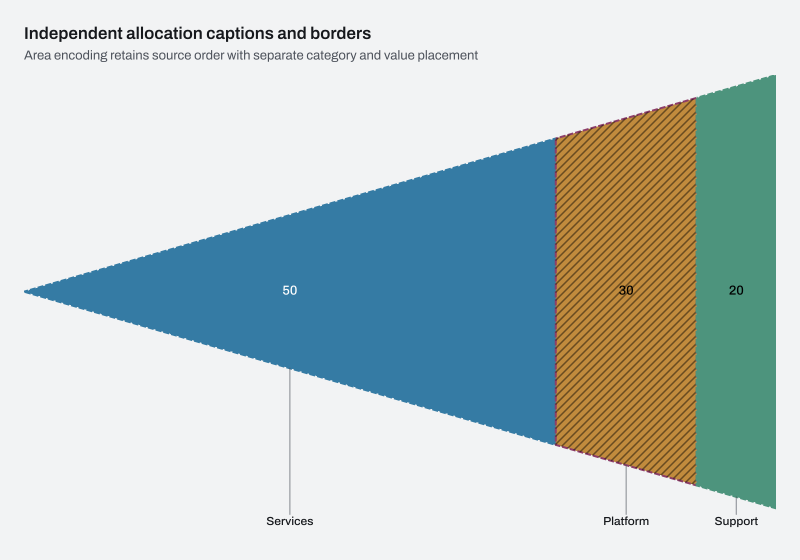 Independent allocation captions and borders
Area encoding retains source order with separate category and value placement
50
30
20
Services
Platform
Support